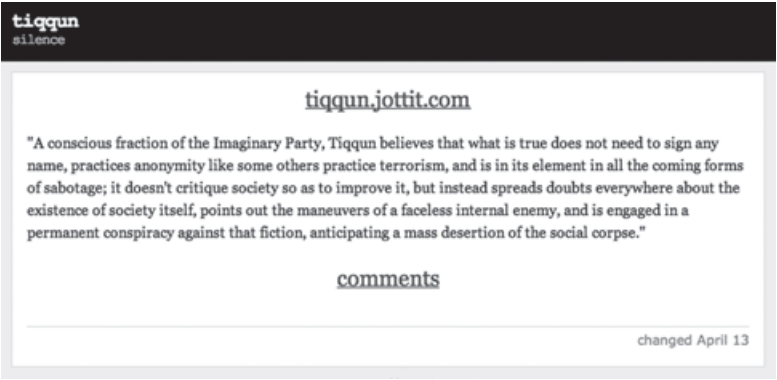 tiqqun
silence
tiqqun.jottit.com
"A conscious fraction of the Imaginary Party, Tiqqun believes that what is true does not need to sign any
name, practices anonymity like some others practice terrorism, and is in its element in all the coming forms
of sabotage; it doesn't critique society so as to improve it, but instead spreads doubts everywhere about the
existence of society itself, points out the maneuvers of a faceless internal enemy, and is engaged in a
permanent conspiracy against that fiction, anticipating a mass desertion of the social corpse."
comments
changed April 13